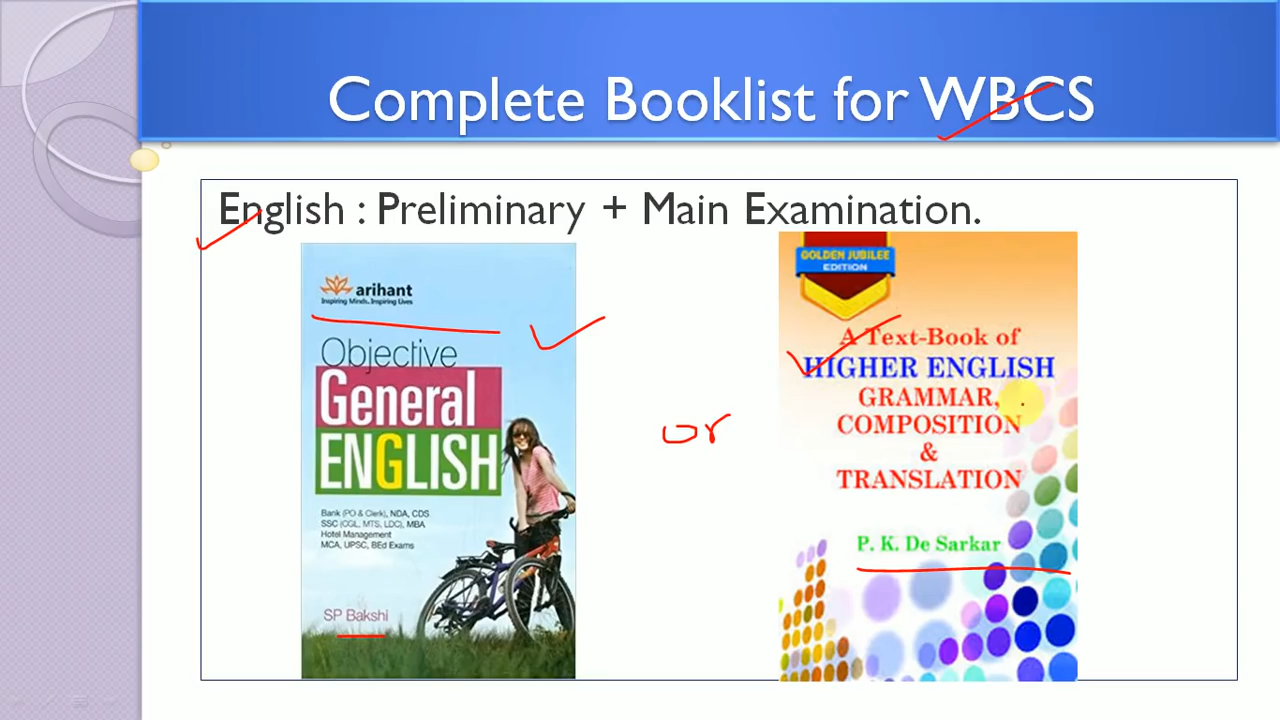 Complete Booklist for WBCS
English : Preliminary + Main Examination.
arihant
Inspiring Minds..Inspiring Lives
Objective
General
ENGLISH
Bank (PO & Clerk), NDA, CDS
SSC (CGL, MTS, LDC), MBA
Hotel Management
MCA, UPSC, BEd Exams
SP Bakshi
or
GOLDEN JUBILEE
EDITION
A Text-Book of
HIGHER ENGLISH
GRAMMAR,
COMPOSITION
&
TRANSLATION
P. K. De Sarkar